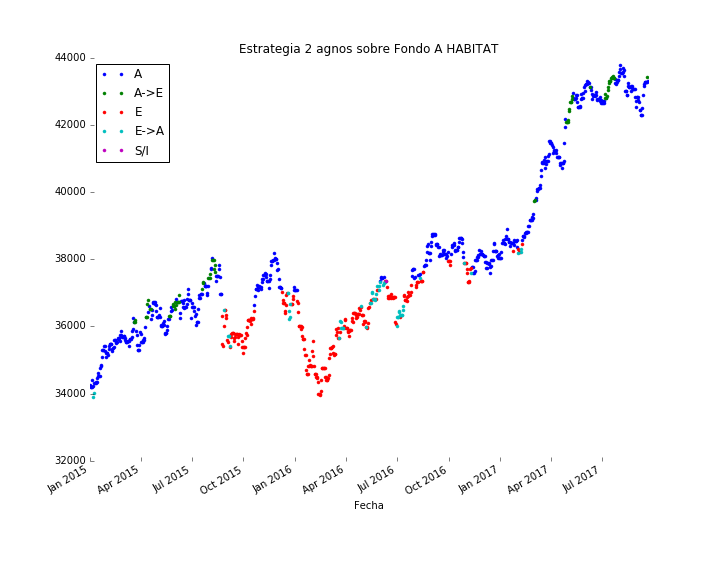 Estrategia 2 agnos sobre Fondo A HABITAT
44000
42000
40000
38000
36000
34000
32000
A
A->E
E
E->A
S/I
Jan 2015
Apr 2015
Jul 2015
Oct 2015
Jan 2016
Apr 2016
Jul 2016
Oct 2016
Jan 2017
Apr 2017
Jul 2017
Fecha